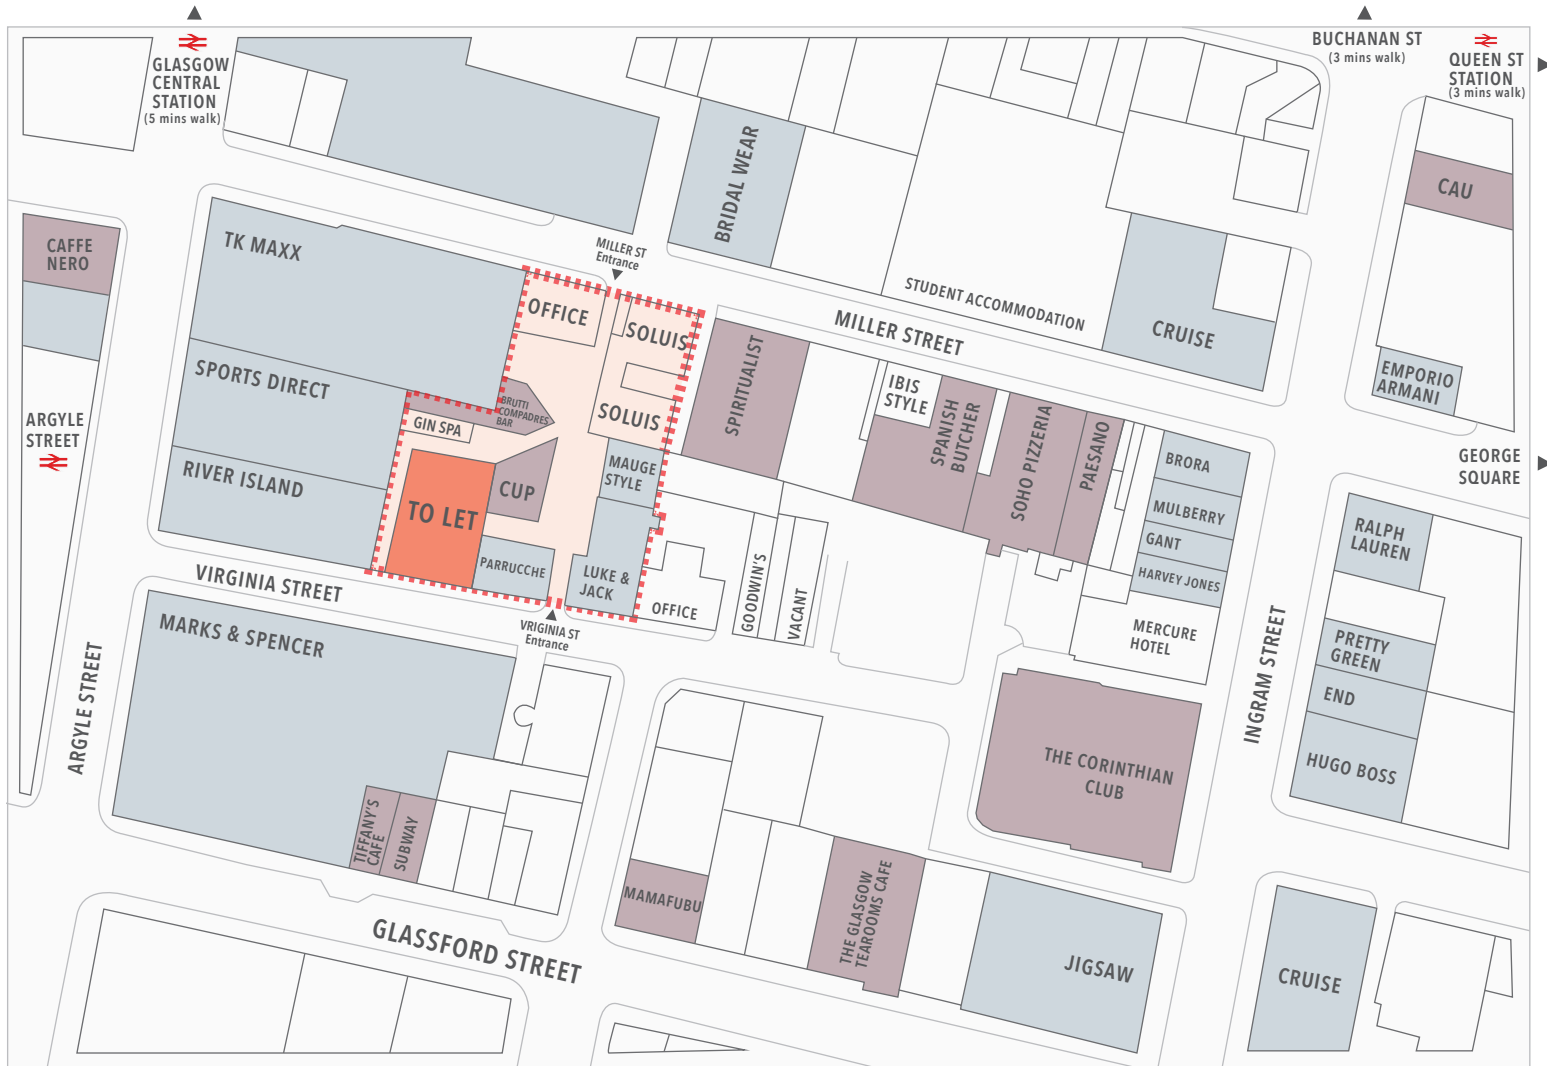 GLASGOW
CENTRAL
STATION
(5 mins walk)
BUCHANAN ST
(3 mins walk)
QUEEN ST
STATION
(3 mins walk)
BRIDAL WEAR
CAU
CAFFE
NERO
TK MAXX
MILLER ST
Entrance
OFFICE
SOLUIS
STUDENT ACCOMMODATION
MILLER STREET
CRUISE
SPORTS DIRECT
SPIRITUALIST
IBIS
STYLE
EMPORIO
ARMANI
BRUTTI
COMPADRES
BAR
GIN SPA
SOLUIS
SPANISH
BUTCHER
SOHO PIZZERIA
PAESANO
ARGYLE
STREET
GEORGE
SQUARE
RIVER ISLAND
TO LET
CUP
MAUGE
STYLE
BRORA
MULBERRY
GANT
HARVEY JONES
RALPH
LAUREN
PARRUCCHE
LUKE &
JACK
OFFICE
GOODWIN'S
VACANT
VIRGINIA STREET
VIRGINIA ST
Entrance
MARKS & SPENCER
MERCURE
HOTEL
PRETTY
GREEN
END
HUGO BOSS
ARGYLE STREET
INGRAM STREET
THE CORINTHIAN
CLUB
TIFFANY'S
CAFE
SUBWAY
MAMAFUBU
THE GLASGOW
TEAROOMS CAFE
GLASSFORD STREET
JIGSAW
CRUISE